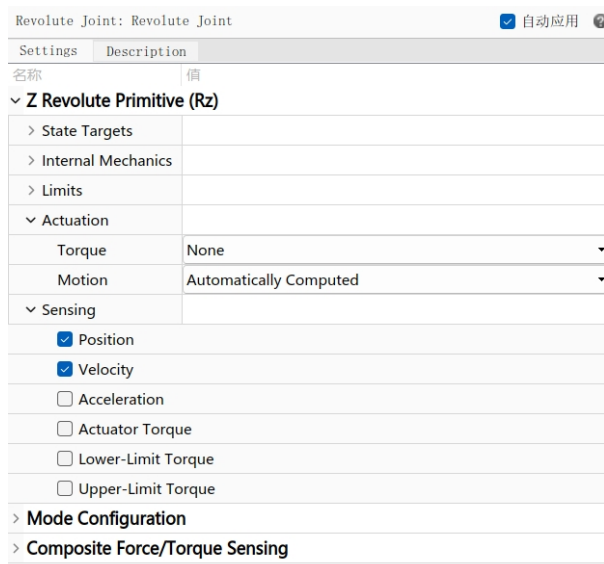 Revolute Joint: Revolute Joint 自动应用
Settings Description
名称 值
Z Revolute Primitive (Rz)
State Targets
Internal Mechanics
Limits
Actuation
Torque None
Motion Automatically Computed
Sensing
Position
Velocity
Acceleration
Actuator Torque
Lower-Limit Torque
Upper-Limit Torque
Mode Configuration
Composite Force/Torque Sensing